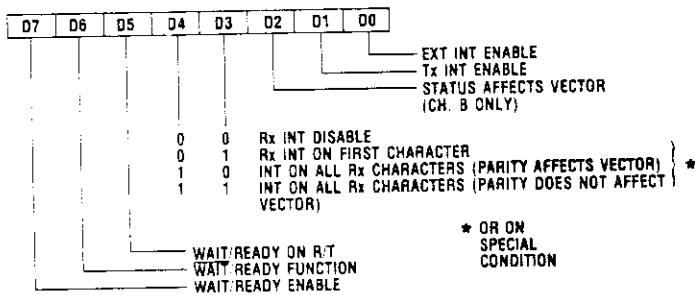 D7 D6 D5 D4 D3 D2 D1 D0
EXT INT ENABLE
Tx INT ENABLE
STATUS AFFECTS VECTOR
(CH. B ONLY)
0 0 Rx INT DISABLE
0 1 Rx INT ON FIRST CHARACTER
1 0 INT ON ALL Rx CHARACTERS (PARITY AFFECTS VECTOR)
1 1 INT ON ALL Rx CHARACTERS (PARITY DOES NOT AFFECT
VECTOR)
*
* OR ON
SPECIAL
CONDITION
WAIT/READY ON R/T
WAIT/READY FUNCTION
WAIT/READY ENABLE